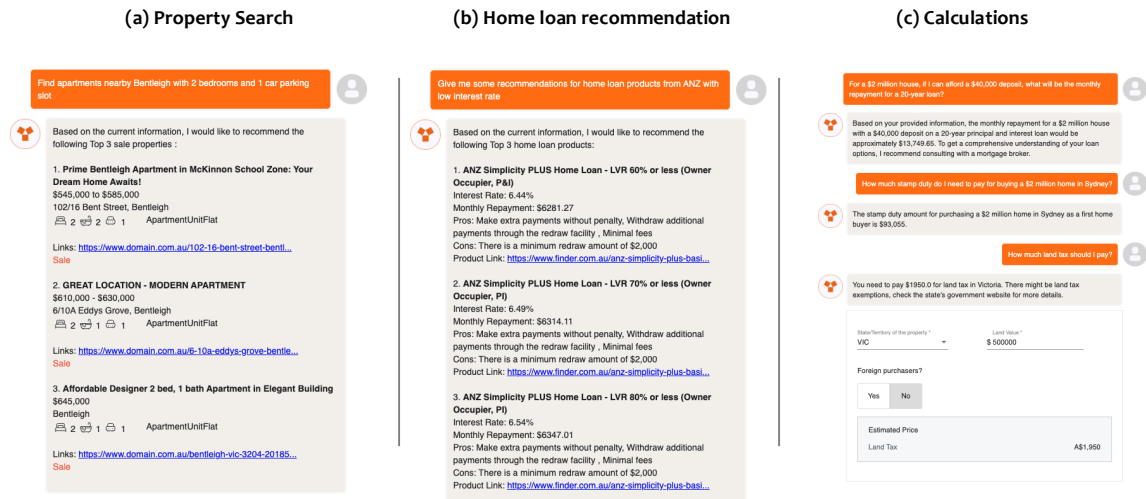 (a) Property Search
Find apartments nearby Bentleigh with 2 bedrooms and 1 car parking
slot
Based on the current information, I would like to recommend the
following Top 3 sale properties :
1. Prime Bentleigh Apartment in McKinnon School Zone: Your
Dream Home Awaits!
$545,000 to $585,000
102/16 Bent Street, Bentleigh
2 2 1 ApartmentUnitFlat
Links: https://www.domain.com.au/102-16-bent-street-bentl...
Sale
2. GREAT LOCATION - MODERN APARTMENT
$610,000 - $630,000
6/10A Eddys Grove, Bentleigh
2 1 1 ApartmentUnitFlat
Links: https://www.domain.com.au/6-10a-eddys-grove-bentle...
Sale
3. Affordable Designer 2 bed, 1 bath Apartment in Elegant Building
$645,000
Bentleigh
2 1 1 ApartmentUnitFlat
Links: https://www.domain.com.au/bentleigh-vic-3204-20185...
Sale
(b) Home loan recommendation
Give me some recommendations for home loan products from ANZ with
low interest rate
Based on the current information, I would like to recommend the
following Top 3 home loan products:
1. ANZ Simplicity PLUS Home Loan - LVR 60% or less (Owner
Occupier, P&I)
Interest Rate: 6.44%
Monthly Repayment: $6281.27
Pros: Make extra payments without penalty, Withdraw additional
payments through the redraw facility , Minimal fees
Cons: There is a minimum redraw amount of $2,000
Product Link: https://www.finder.com.au/anz-simplicity-plus-basi...
2. ANZ Simplicity PLUS Home Loan - LVR 70% or less (Owner
Occupier, PI)
Interest Rate: 6.49%
Monthly Repayment: $6314.11
Pros: Make extra payments without penalty, Withdraw additional
payments through the redraw facility , Minimal fees
Cons: There is a minimum redraw amount of $2,000
Product Link: https://www.finder.com.au/anz-simplicity-plus-basi...
3. ANZ Simplicity PLUS Home Loan - LVR 80% or less (Owner
Occupier, PI)
Interest Rate: 6.54%
Monthly Repayment: $6347.01
Pros: Make extra payments without penalty, Withdraw additional
payments through the redraw facility , Minimal fees
Cons: There is a minimum redraw amount of $2,000
Product Link: https://www.finder.com.au/anz-simplicity-plus-basi...
(c) Calculations
For a $2 million house, if I can afford a $40,000 deposit, what will be the monthly
repayment for a 20-year loan?
Based on your provided information, the monthly repayment for a $2 million house
with a $40,000 deposit on a 20-year principal and interest loan would be
approximately $13,749.65. To get a comprehensive understanding of your loan
options, I recommend consulting with a mortgage broker.
How much stamp duty do I need to pay for buying a $2 million home in Sydney?
The stamp duty amount for purchasing a $2 million home in Sydney as a first home
buyer is $93,055.
How much land tax should I pay?
You need to pay $1950.0 for land tax in Victoria. There might be land tax
exemptions, check the state's government website for more details.
State/Territory of the property * Land Value *
VIC $ 500000
Foreign purchasers?
Yes No
Estimated Price
Land Tax A$1,950